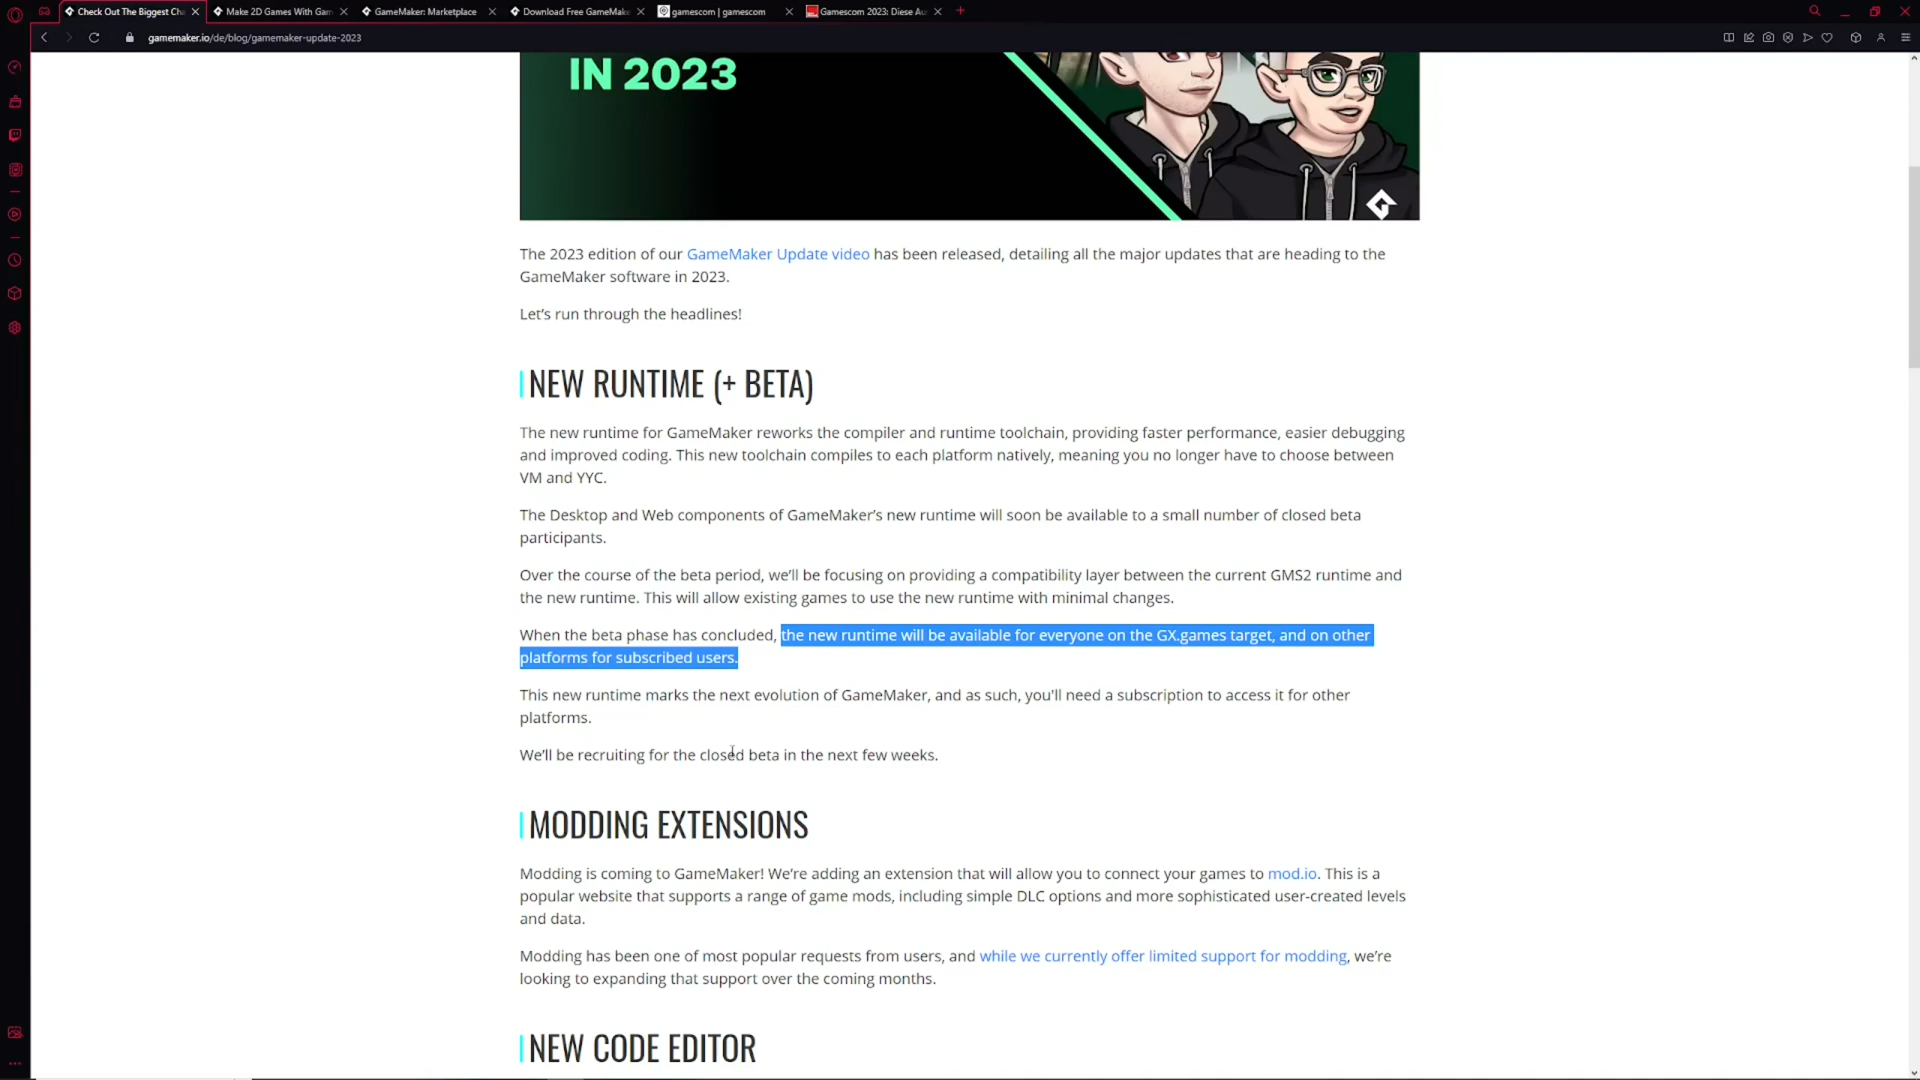 Check Out The Biggest Ch
Make 2D Games With Gam
GameMaker: Marketplace
Download Free GameMake
gamescom | gamescom
Gamescom 2023: Diese Au
gamemaker.io/de/blog/gamemaker-update-2023
IN 2023
The 2023 edition of our GameMaker Update video has been released, detailing all the major updates that are heading to the
GameMaker software in 2023.
Let's run through the headlines!
NEW RUNTIME (+ BETA)
The new runtime for GameMaker reworks the compiler and runtime toolchain, providing faster performance, easier debugging
and improved coding. This new toolchain compiles to each platform natively, meaning you no longer have to choose between
VM and YYC.
The Desktop and Web components of GameMaker's new runtime will soon be available to a small number of closed beta
participants.
Over the course of the beta period, we'll be focusing on providing a compatibility layer between the current GMS2 runtime and
the new runtime. This will allow existing games to use the new runtime with minimal changes.
When the beta phase has concluded, the new runtime will be available for everyone on the GX.games target, and on other
platforms for subscribed users.
This new runtime marks the next evolution of GameMaker, and as such, you'll need a subscription to access it for other
platforms.
We'll be recruiting for the closed beta in the next few weeks.
MODDING EXTENSIONS
Modding is coming to GameMaker! We're adding an extension that will allow you to connect your games to mod.io. This is a
popular website that supports a range of game mods, including simple DLC options and more sophisticated user-created levels
and data.
Modding has been one of most popular requests from users, and while we currently offer limited support for modding, we're
looking to expanding that support over the coming months.
NEW CODE EDITOR